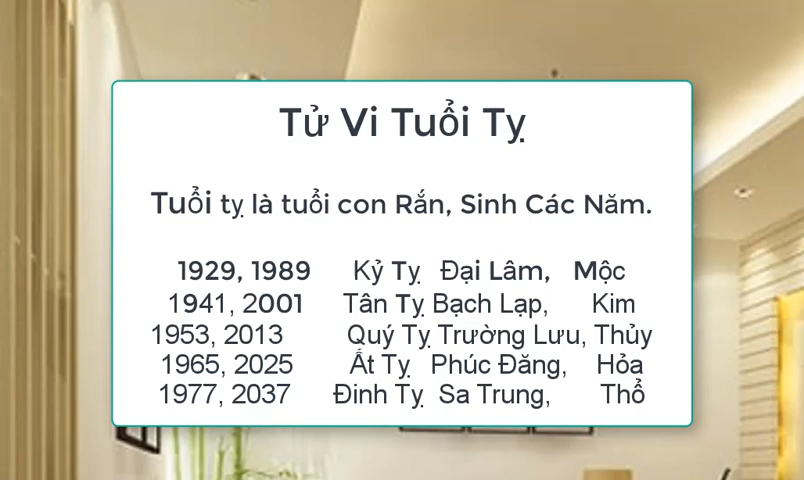 Tử Vi Tuổi Tỵ
Tuổi tỵ là tuổi con Rắn, Sinh Các Năm.
1929, 1989 Kỷ Tỵ Đại Lâm, Mộc
1941, 2001 Tân Tỵ Bạch Lạp, Kim
1953, 2013 Quý Tỵ Trường Lưu, Thủy
1965, 2025 Ất Tỵ Phúc Đăng, Hỏa
1977, 2037 Đinh Tỵ Sa Trung, Thổ